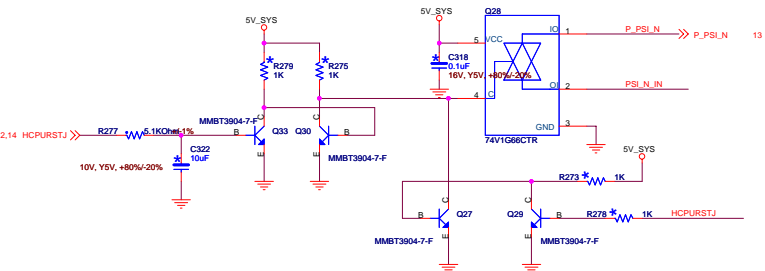 Q28
5V_SYS
5V_SYS
IO 1 P_PSI_N P_PSI_N 13
5 VCC
R279
1K
R275
1K
C318
0.1uF
16V, Y5V, +80%/-20%
OI 2 PSI_N_IN
4 C
MMBT3904-7-F
GND 3
2,14 HCPURSTJ R277 5.1KOhm-1% B C Q33 E Q30 C B E
74V1G66CTR
MMBT3904-7-F
5V_SYS
C322
10uF
10V, Y5V, +80%/-20%
R273 1K
B C Q27 E Q29 C B E R278 1K HCPURSTJ
MMBT3904-7-F MMBT3904-7-F